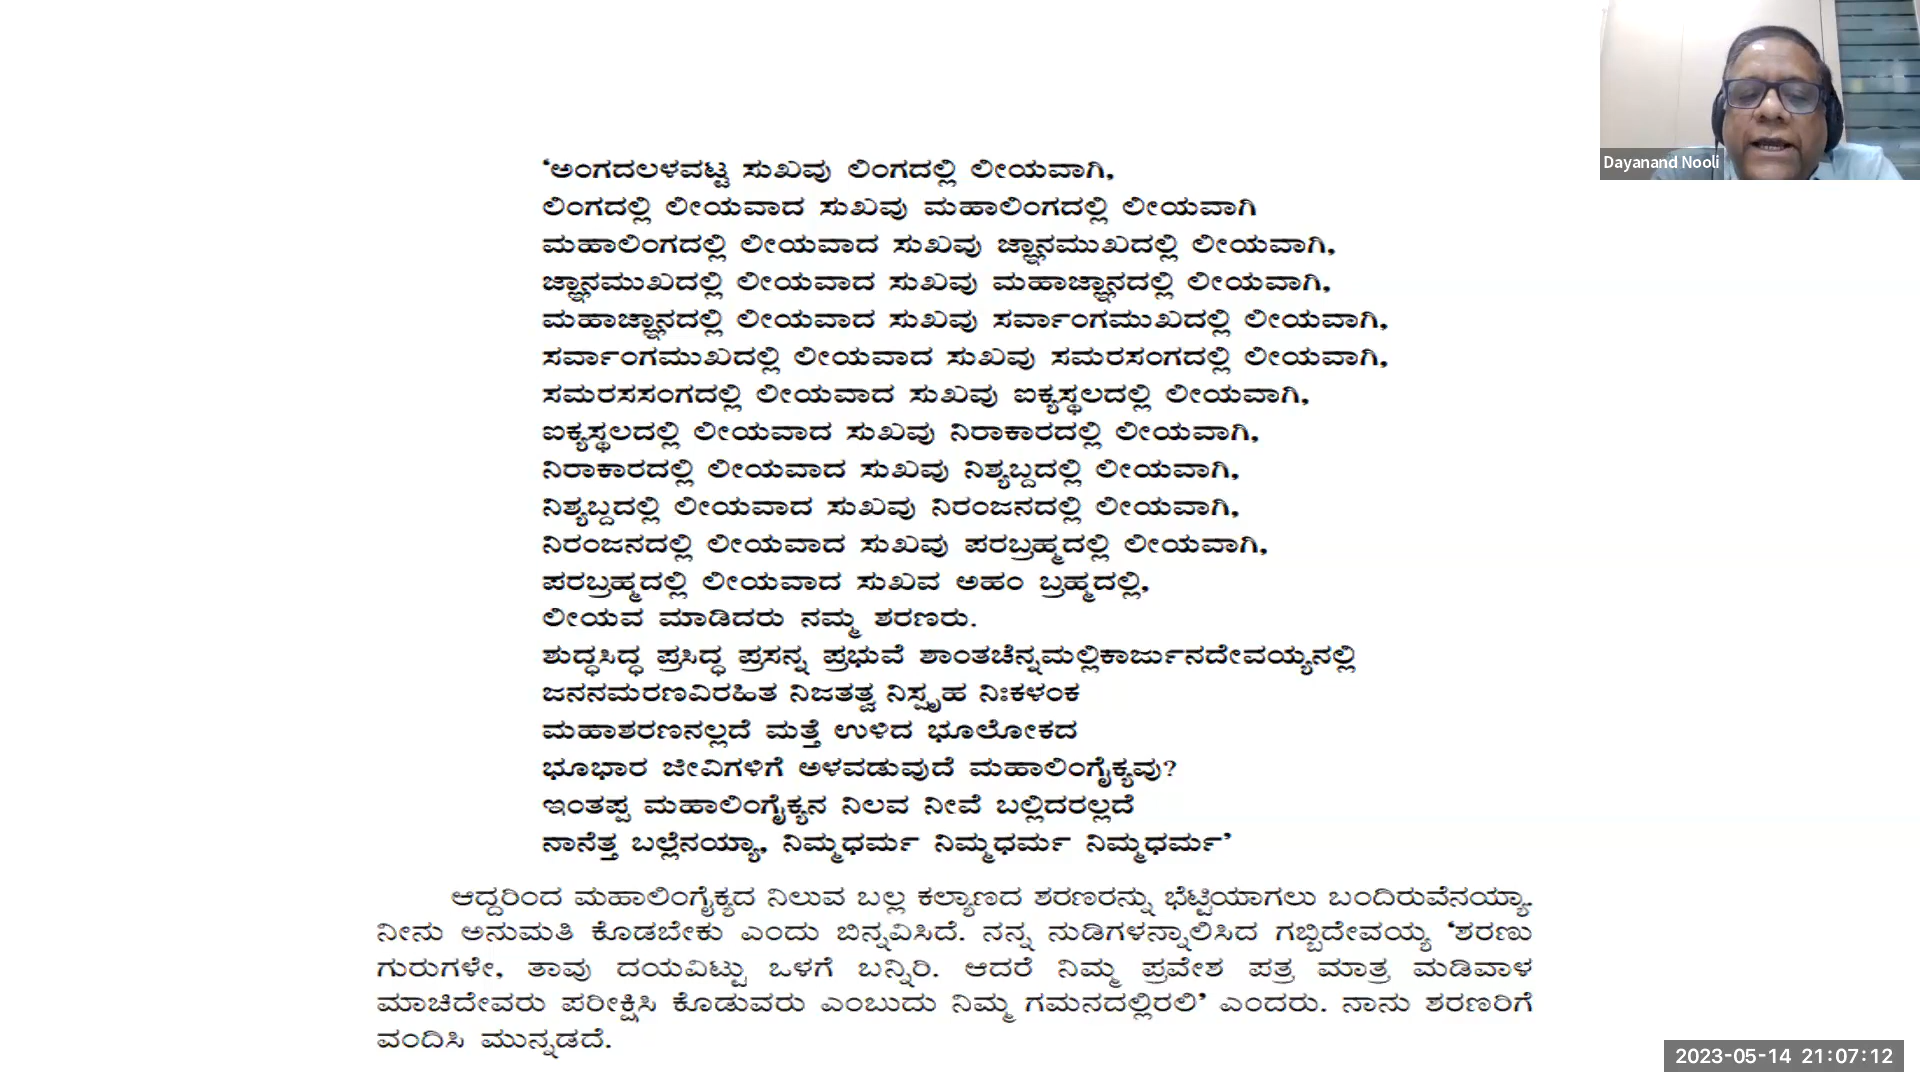 ‘ಅಂಗದಲಳವಟ್ಟ ಸುಖವು ಲಿಂಗದಲ್ಲಿ ಲೀಯವಾಗಿ,
ಲಿಂಗದಲ್ಲಿ ಲೀಯವಾದ ಸುಖವು ಮಹಾಲಿಂಗದಲ್ಲಿ ಲೀಯವಾಗಿ
ಮಹಾಲಿಂಗದಲ್ಲಿ ಲೀಯವಾದ ಸುಖವು ಜ್ಞಾನಮುಖದಲ್ಲಿ ಲೀಯವಾಗಿ,
ಜ್ಞಾನಮುಖದಲ್ಲಿ ಲೀಯವಾದ ಸುಖವು ಮಹಾಜ್ಞಾನದಲ್ಲಿ ಲೀಯವಾಗಿ,
ಮಹಾಜ್ಞಾನದಲ್ಲಿ ಲೀಯವಾದ ಸುಖವು ಸರ್ವಾಂಗಮುಖದಲ್ಲಿ ಲೀಯವಾಗಿ,
ಸರ್ವಾಂಗಮುಖದಲ್ಲಿ ಲೀಯವಾದ ಸುಖವು ಸಮರಸಂಗದಲ್ಲಿ ಲೀಯವಾಗಿ,
ಸಮರಸಸಂಗದಲ್ಲಿ ಲೀಯವಾದ ಸುಖವು ಐಕ್ಯಸ್ಥಲದಲ್ಲಿ ಲೀಯವಾಗಿ,
ಐಕ್ಯಸ್ಥಲದಲ್ಲಿ ಲೀಯವಾದ ಸುಖವು ನಿರಾಕಾರದಲ್ಲಿ ಲೀಯವಾಗಿ,
ನಿರಾಕಾರದಲ್ಲಿ ಲೀಯವಾದ ಸುಖವು ನಿಶ್ಯಬ್ದದಲ್ಲಿ ಲೀಯವಾಗಿ,
ನಿಶ್ಯಬ್ದದಲ್ಲಿ ಲೀಯವಾದ ಸುಖವು ನಿರಂಜನದಲ್ಲಿ ಲೀಯವಾಗಿ,
ನಿರಂಜನದಲ್ಲಿ ಲೀಯವಾದ ಸುಖವು ಪರಬ್ರಹ್ಮದಲ್ಲಿ ಲೀಯವಾಗಿ,
ಪರಬ್ರಹ್ಮದಲ್ಲಿ ಲೀಯವಾದ ಸುಖವ ಅಹಂ ಬ್ರಹ್ಮದಲ್ಲಿ,
ಲೀಯವ ಮಾಡಿದರು ನಮ್ಮ ಶರಣರು.
ಶುದ್ಧಸಿದ್ಧ ಪ್ರಸಿದ್ಧ ಪ್ರಸನ್ನ ಪ್ರಭುವೆ ಶಾಂತಚೆನ್ನಮಲ್ಲಿಕಾರ್ಜುನದೇವಯ್ಯನಲ್ಲಿ
ಜನನಮರಣವಿರಹಿತ ನಿಜತತ್ವ ನಿಸ್ಪೃಹ ನಿಃಕಳಂಕ
ಮಹಾಶರಣನಲ್ಲದೆ ಮತ್ತೆ ಉಳಿದ ಭೂಲೋಕದ
ಭೂಭಾರ ಜೀವಿಗಳಿಗೆ ಅಳವಡುವುದೆ ಮಹಾಲಿಂಗೈಕ್ಯವು?
ಇಂತಪ್ಪ ಮಹಾಲಿಂಗೈಕ್ಯನ ನಿಲವ ನೀವೆ ಬಲ್ಲಿದರಲ್ಲದೆ
ನಾನೆತ್ತ ಬಲ್ಲೆನಯ್ಯಾ, ನಿಮ್ಮಧರ್ಮ ನಿಮ್ಮಧರ್ಮ ನಿಮ್ಮಧರ್ಮ’
ಆದ್ದರಿಂದ ಮಹಾಲಿಂಗೈಕ್ಯದ ನಿಲುವ ಬಲ್ಲ ಕಲ್ಯಾಣದ ಶರಣರನ್ನು ಭೆಟ್ಟಿಯಾಗಲು ಬಂದಿರುವೆನಯ್ಯಾ.
ನೀನು ಅನುಮತಿ ಕೊಡಬೇಕು ಎಂದು ಬಿನ್ನವಿಸಿದೆ. ನನ್ನ ನುಡಿಗಳನ್ನಾಲಿಸಿದ ಗಬ್ಬಿದೇವಯ್ಯ ‘ಶರಣು
ಗುರುಗಳೇ, ತಾವು ದಯವಿಟ್ಟು ಒಳಗೆ ಬನ್ನಿರಿ. ಆದರೆ ನಿಮ್ಮ ಪ್ರವೇಶ ಪತ್ರ ಮಾತ್ರ ಮಡಿವಾಳ
ಮಾಚಿದೇವರು ಪರೀಕ್ಷಿಸಿ ಕೊಡುವರು ಎಂಬುದು ನಿಮ್ಮ ಗಮನದಲ್ಲಿರಲಿ’ ಎಂದರು. ನಾನು ಶರಣರಿಗೆ
ವಂದಿಸಿ ಮುನ್ನಡದೆ.
Dayanand Nooli
2023-05-14 21:07:12